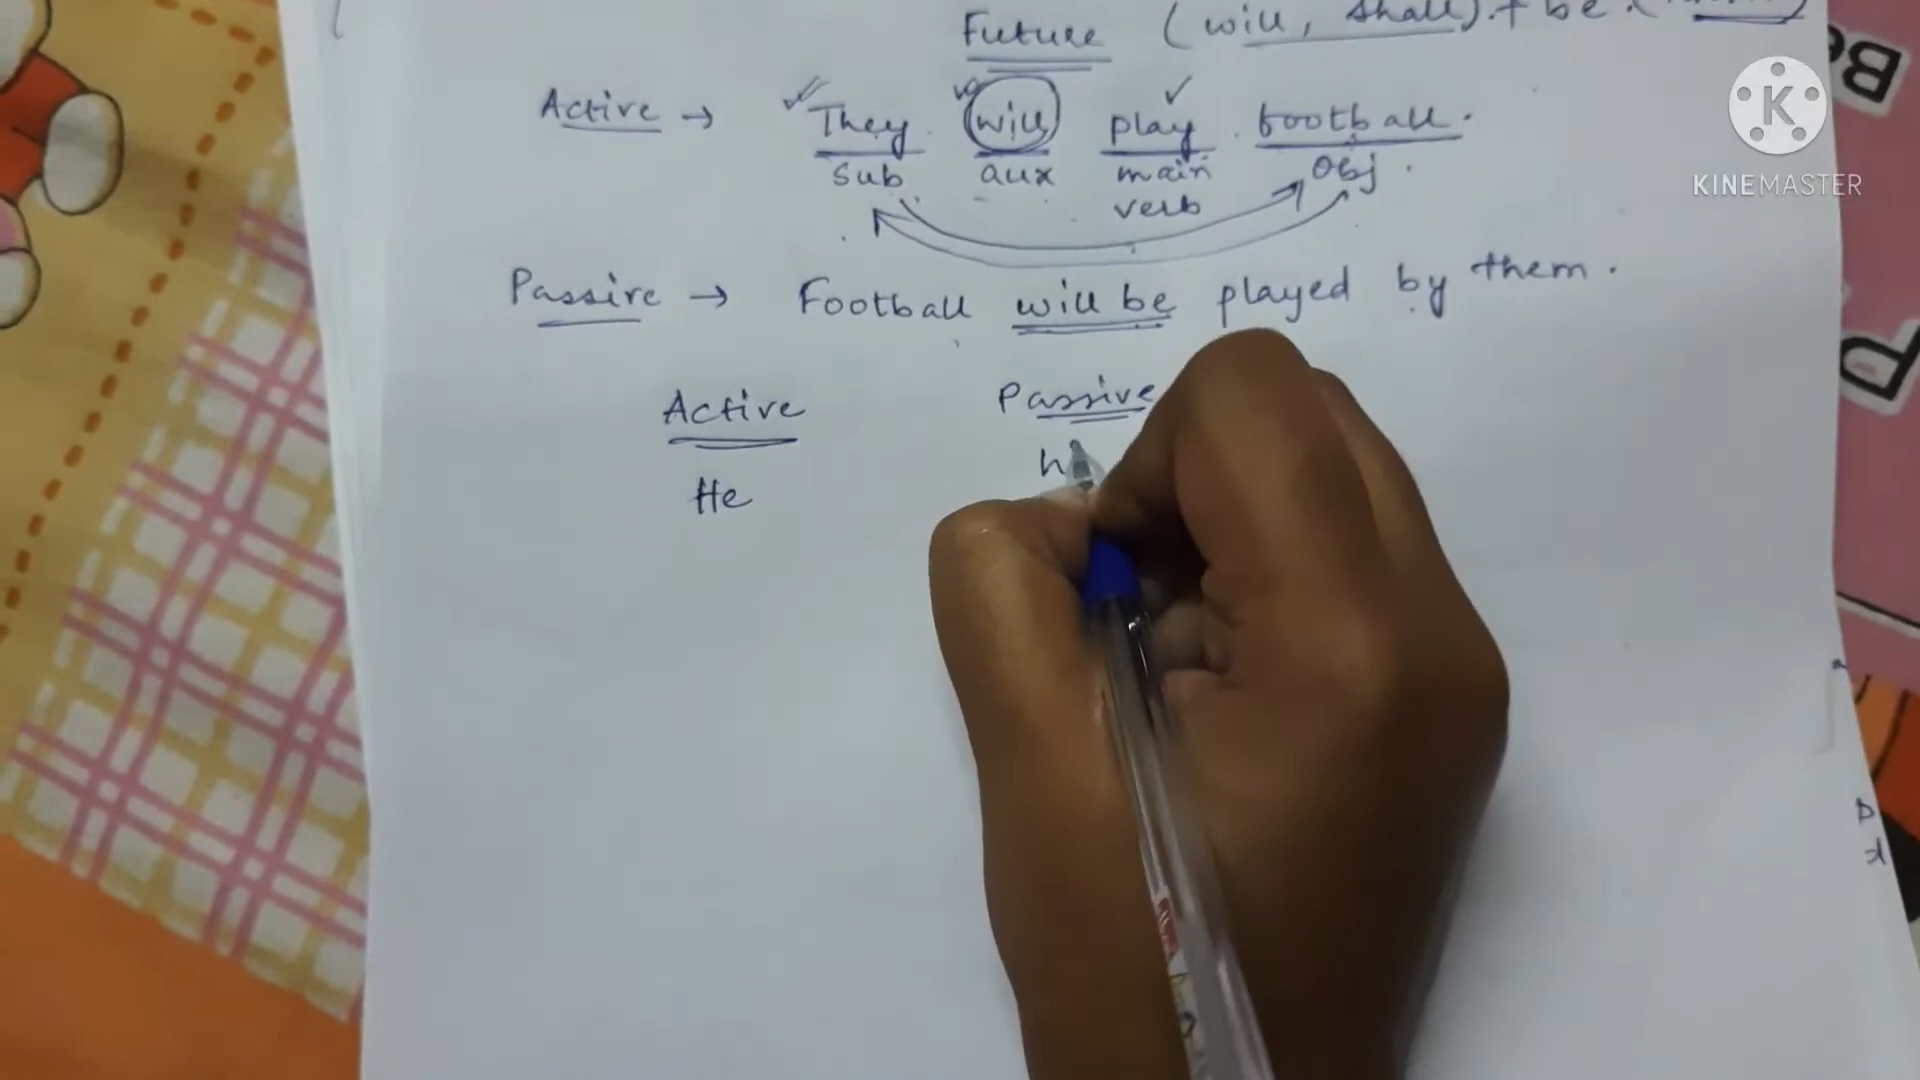 Future (will, shall) + be
Active → They will play football.
sub aux main verb obj.
Passive → Football will be played by them.
Active Passive
He h
KINEMASTER